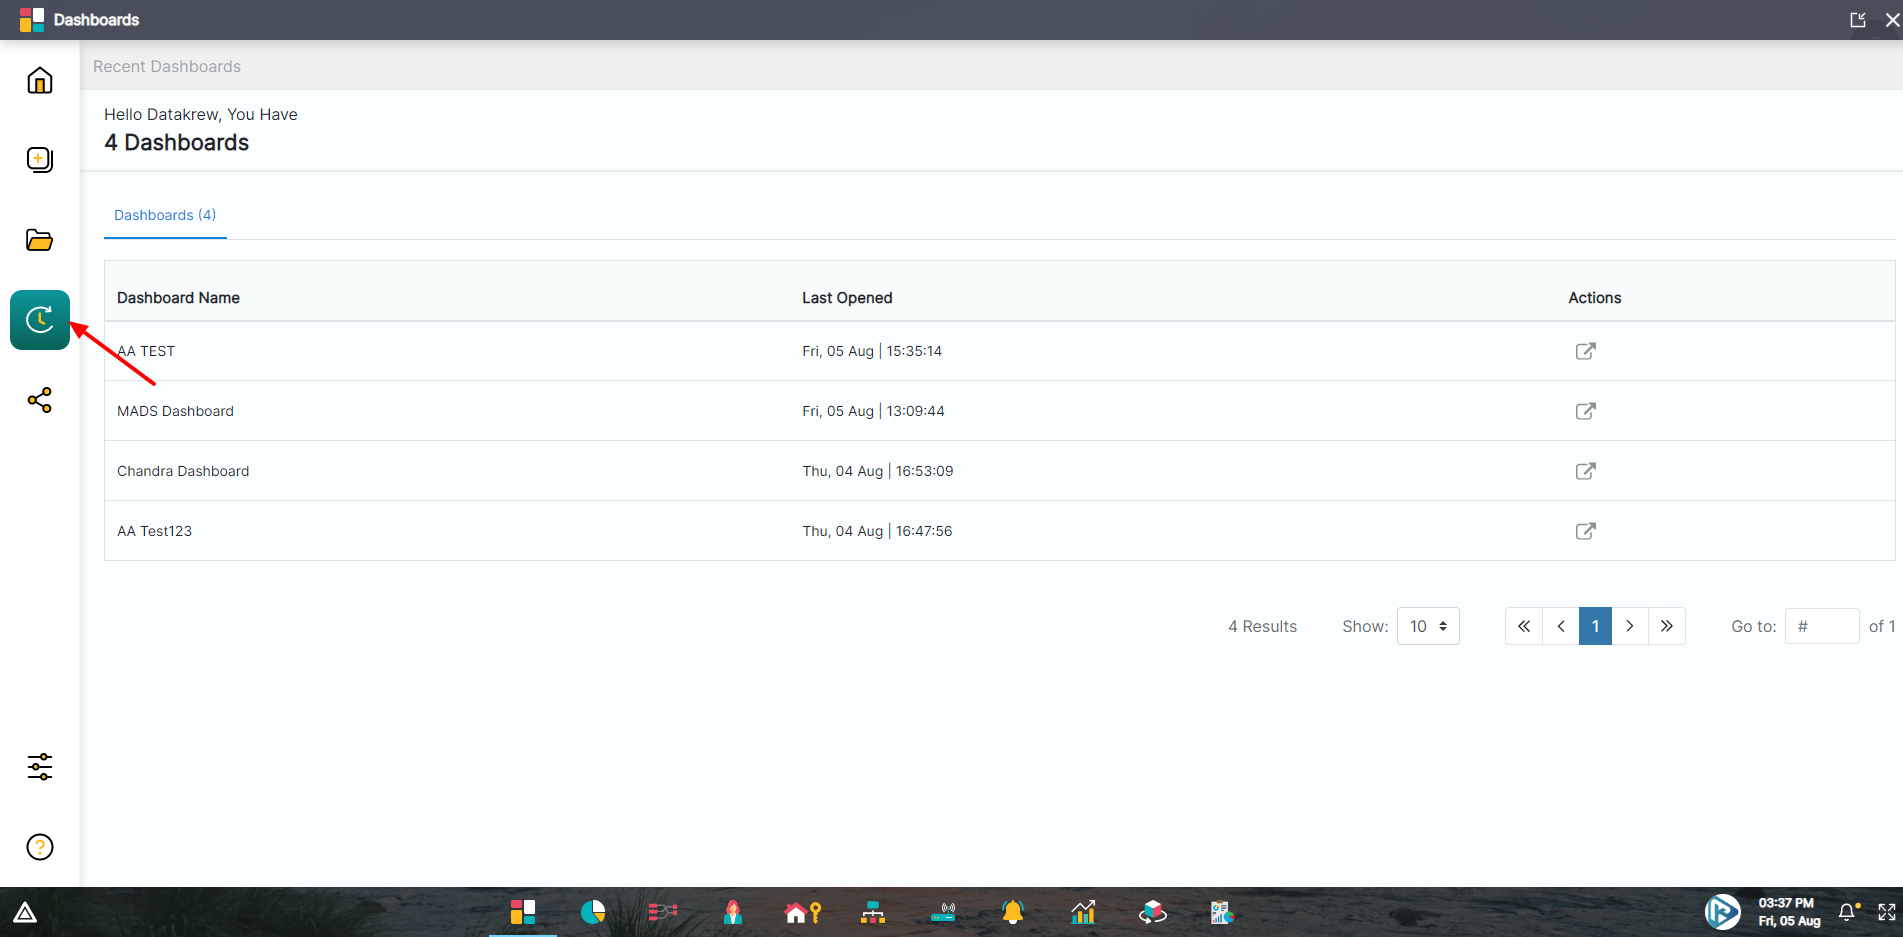 Dashboards
Recent Dashboards
Hello Datakrew, You Have
4 Dashboards
Dashboards (4)
Dashboard Name Last Opened Actions
AA TEST Fri, 05 Aug | 15:35:14
MADS Dashboard Fri, 05 Aug | 13:09:44
Chandra Dashboard Thu, 04 Aug | 16:53:09
AA Test123 Thu, 04 Aug | 16:47:56
4 Results Show: 10 « ‹ 1 › » Go to: # of 1
?
03:37 PM
Fri, 05 Aug